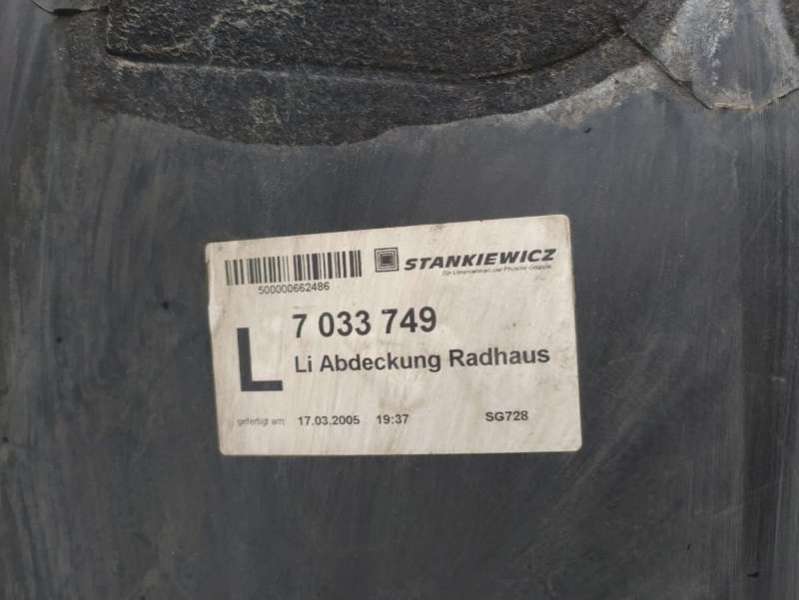 STANKIEWICZ
500000662486
7 033 749
L
Li Abdeckung Radhaus
gefertigt am: 17.03.2005 19:37 SG728